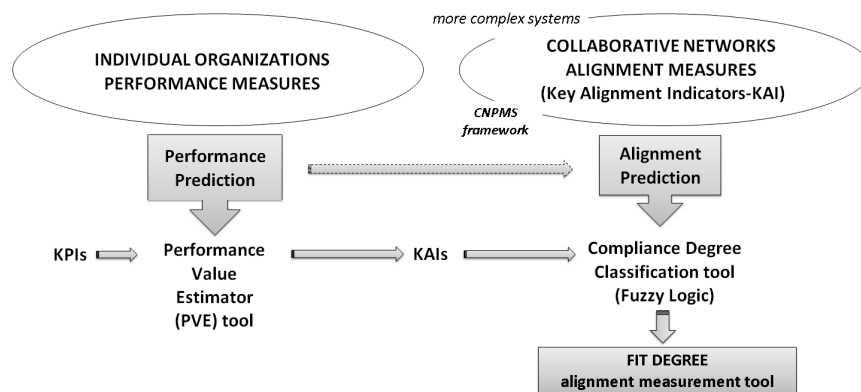 more complex systems
INDIVIDUAL ORGANIZATIONS
PERFORMANCE MEASURES
COLLABORATIVE NETWORKS
ALIGNMENT MEASURES
(Key Alignment Indicators-KAI)
CNPMS
framework
Performance
Prediction
Alignment
Prediction
KPIs
Performance
Value
Estimator
(PVE) tool
KAIs
Compliance Degree
Classification tool
(Fuzzy Logic)
FIT DEGREE
alignment measurement tool